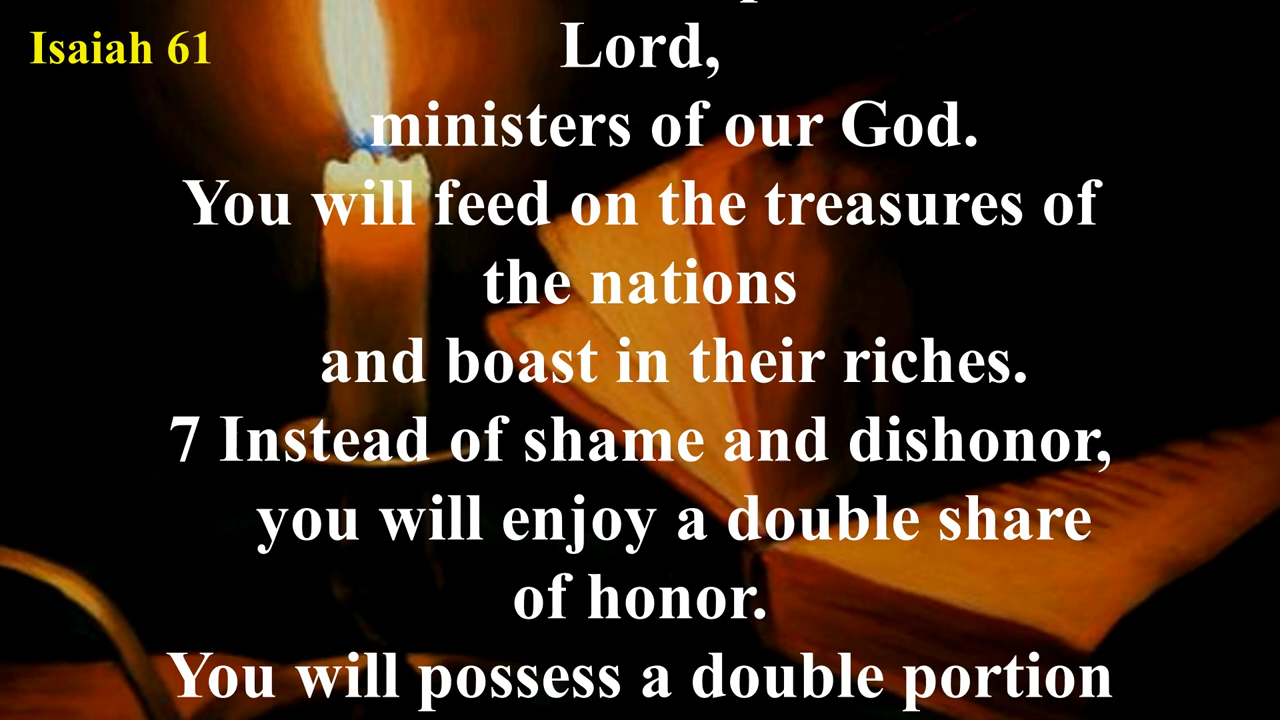 Isaiah 61
Lord,
ministers of our God.
You will feed on the treasures of
the nations
and boast in their riches.
7 Instead of shame and dishonor,
you will enjoy a double share
of honor.
You will possess a double portion